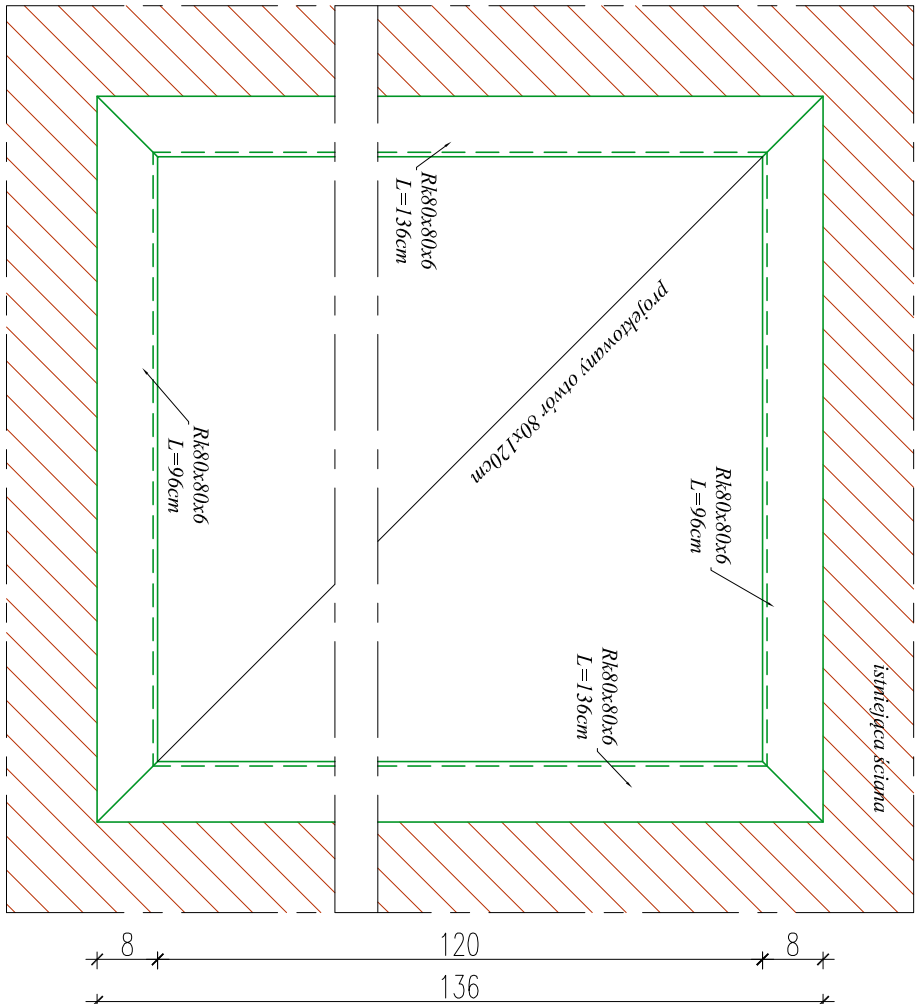 Rk80x80x6
L=136cm
projektowany otwór 80x120cm
Rk80x80x6
L=96cm
Rk80x80x6
L=96cm
Rk80x80x6
L=136cm
istniejąca ściana
8
120
8
136